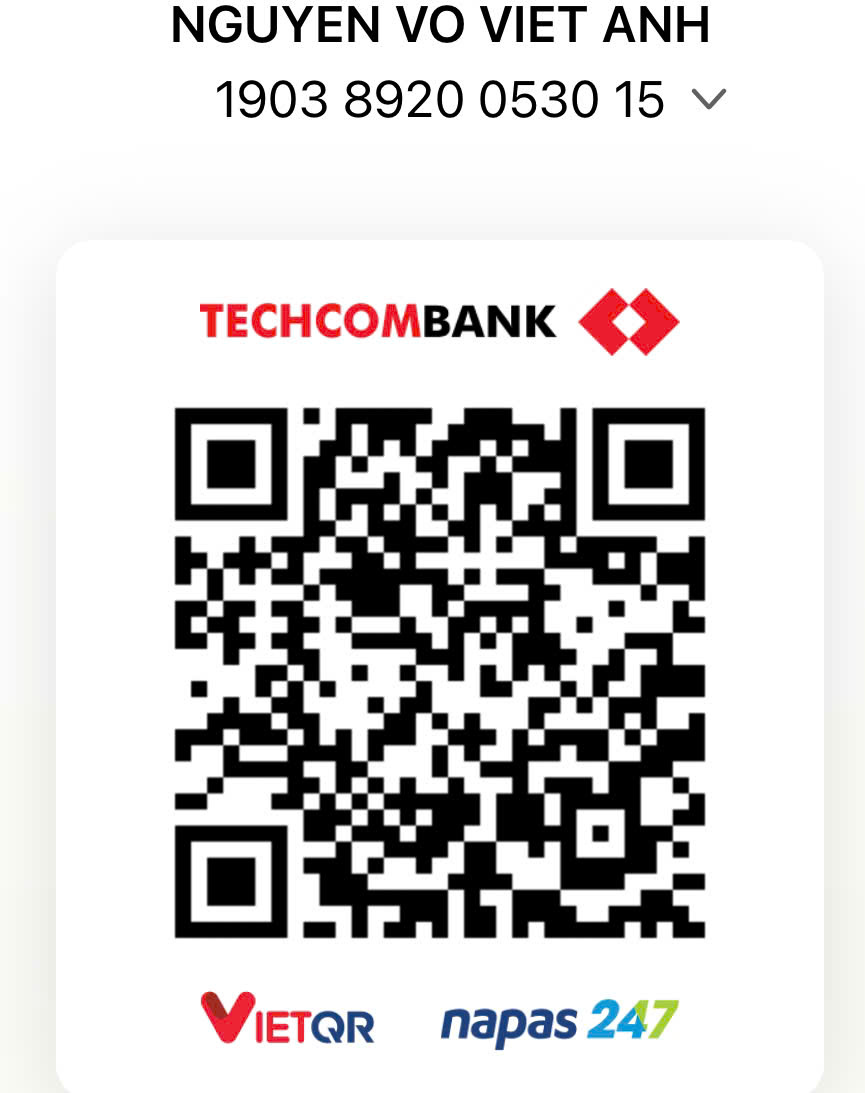 NGUYEN VO VIET ANH
1903 8920 0530 15
TECHCOMBANK
VIETQR
napas 247